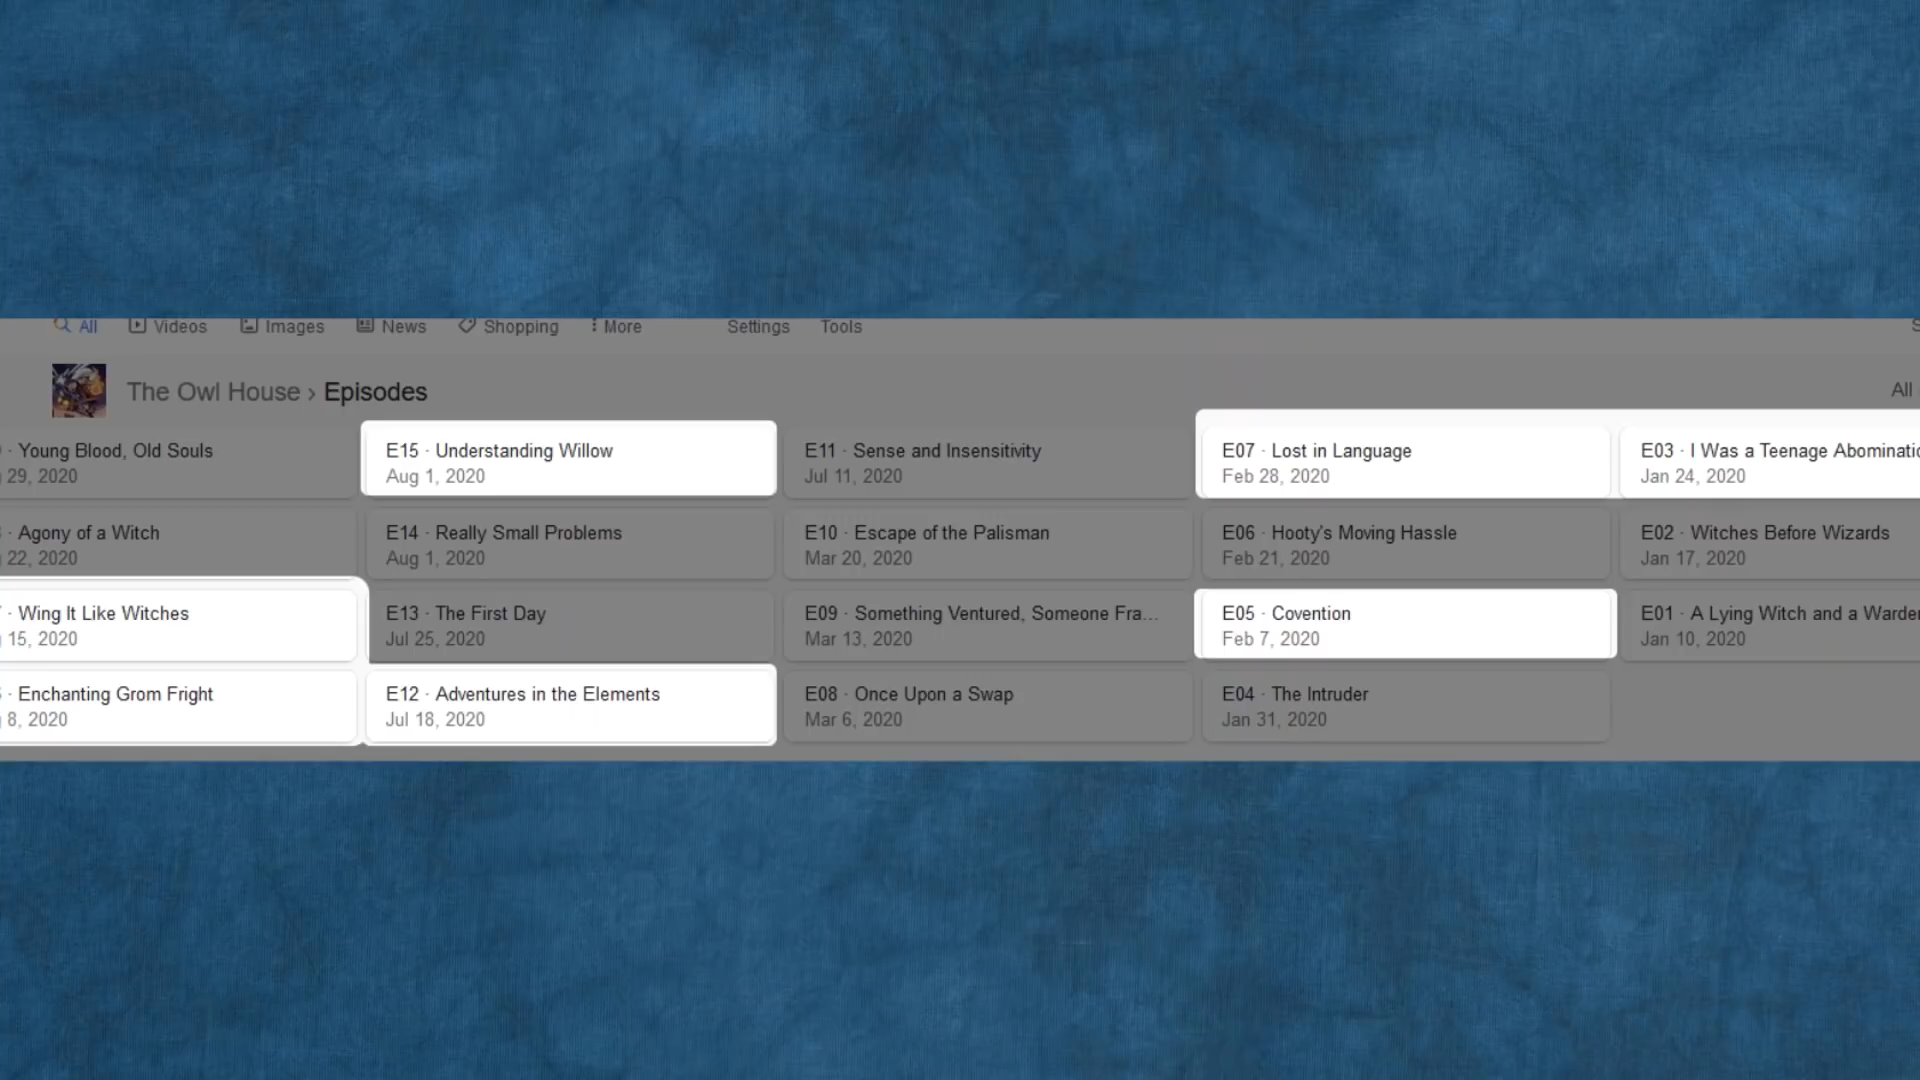 All Videos Images News Shopping More Settings Tools
The Owl House › Episodes All
· Young Blood, Old Souls
29, 2020
· Agony of a Witch
22, 2020
· Wing It Like Witches
15, 2020
· Enchanting Grom Fright
8, 2020
E15 · Understanding Willow
Aug 1, 2020
E14 · Really Small Problems
Aug 1, 2020
E13 · The First Day
Jul 25, 2020
E12 · Adventures in the Elements
Jul 18, 2020
E11 · Sense and Insensitivity
Jul 11, 2020
E10 · Escape of the Palisman
Mar 20, 2020
E09 · Something Ventured, Someone Fra...
Mar 13, 2020
E08 · Once Upon a Swap
Mar 6, 2020
E07 · Lost in Language
Feb 28, 2020
E06 · Hooty's Moving Hassle
Feb 21, 2020
E05 · Covention
Feb 7, 2020
E04 · The Intruder
Jan 31, 2020
E03 · I Was a Teenage Abominatio
Jan 24, 2020
E02 · Witches Before Wizards
Jan 17, 2020
E01 · A Lying Witch and a Warden
Jan 10, 2020